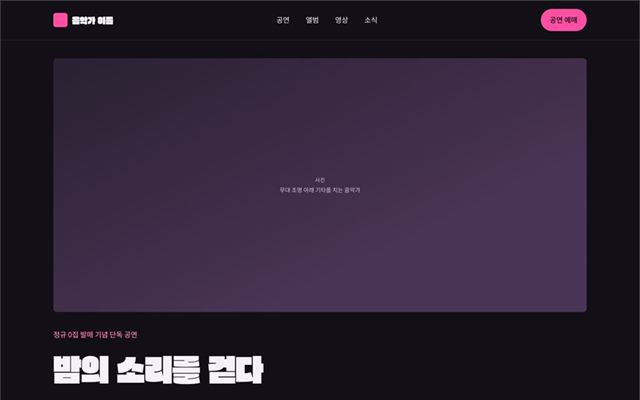 음악가 이름
공연
앨범
영상
소식
공연 예매
사진
무대 조명 아래 기타를 치는 음악가
정규 0집 발매 기념 단독 공연
밤의 소리를 걷다